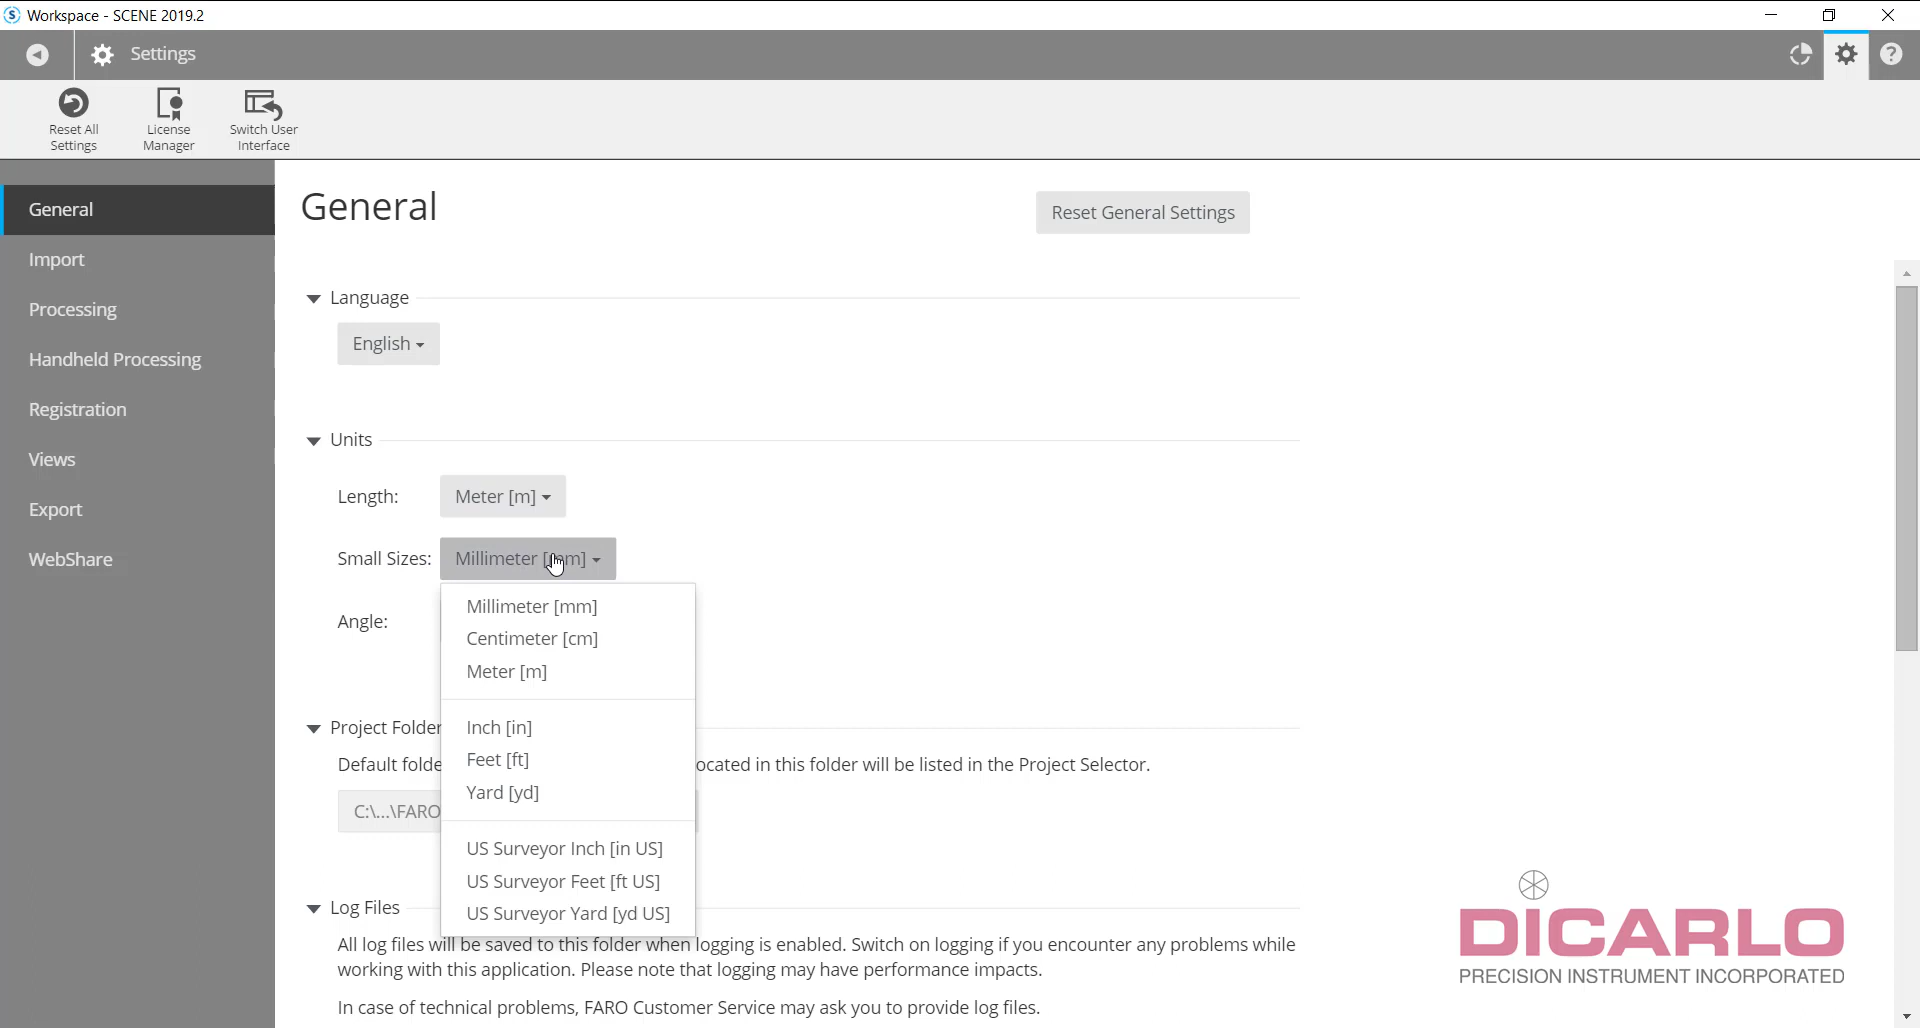 Workspace - SCENE 2019.2
Settings
Reset All
Settings
License
Manager
Switch User
Interface
General
Import
Processing
Handheld Processing
Registration
Views
Export
WebShare
General
Reset General Settings
Language
English
Units
Length:
Meter [m]
Small Sizes:
Millimeter [mm]
Millimeter [mm]
Centimeter [cm]
Meter [m]
Inch [in]
Feet [ft]
Yard [yd]
US Surveyor Inch [in US]
US Surveyor Feet [ft US]
US Surveyor Yard [yd US]
Angle:
Project Folder
Default folde
ocated in this folder will be listed in the Project Selector.
C:\...\FARO
Log Files
All log files will be saved to this folder when logging is enabled. Switch on logging if you encounter any problems while
working with this application. Please note that logging may have performance impacts.
In case of technical problems, FARO Customer Service may ask you to provide log files.
DICARLO
PRECISION INSTRUMENT INCORPORATED